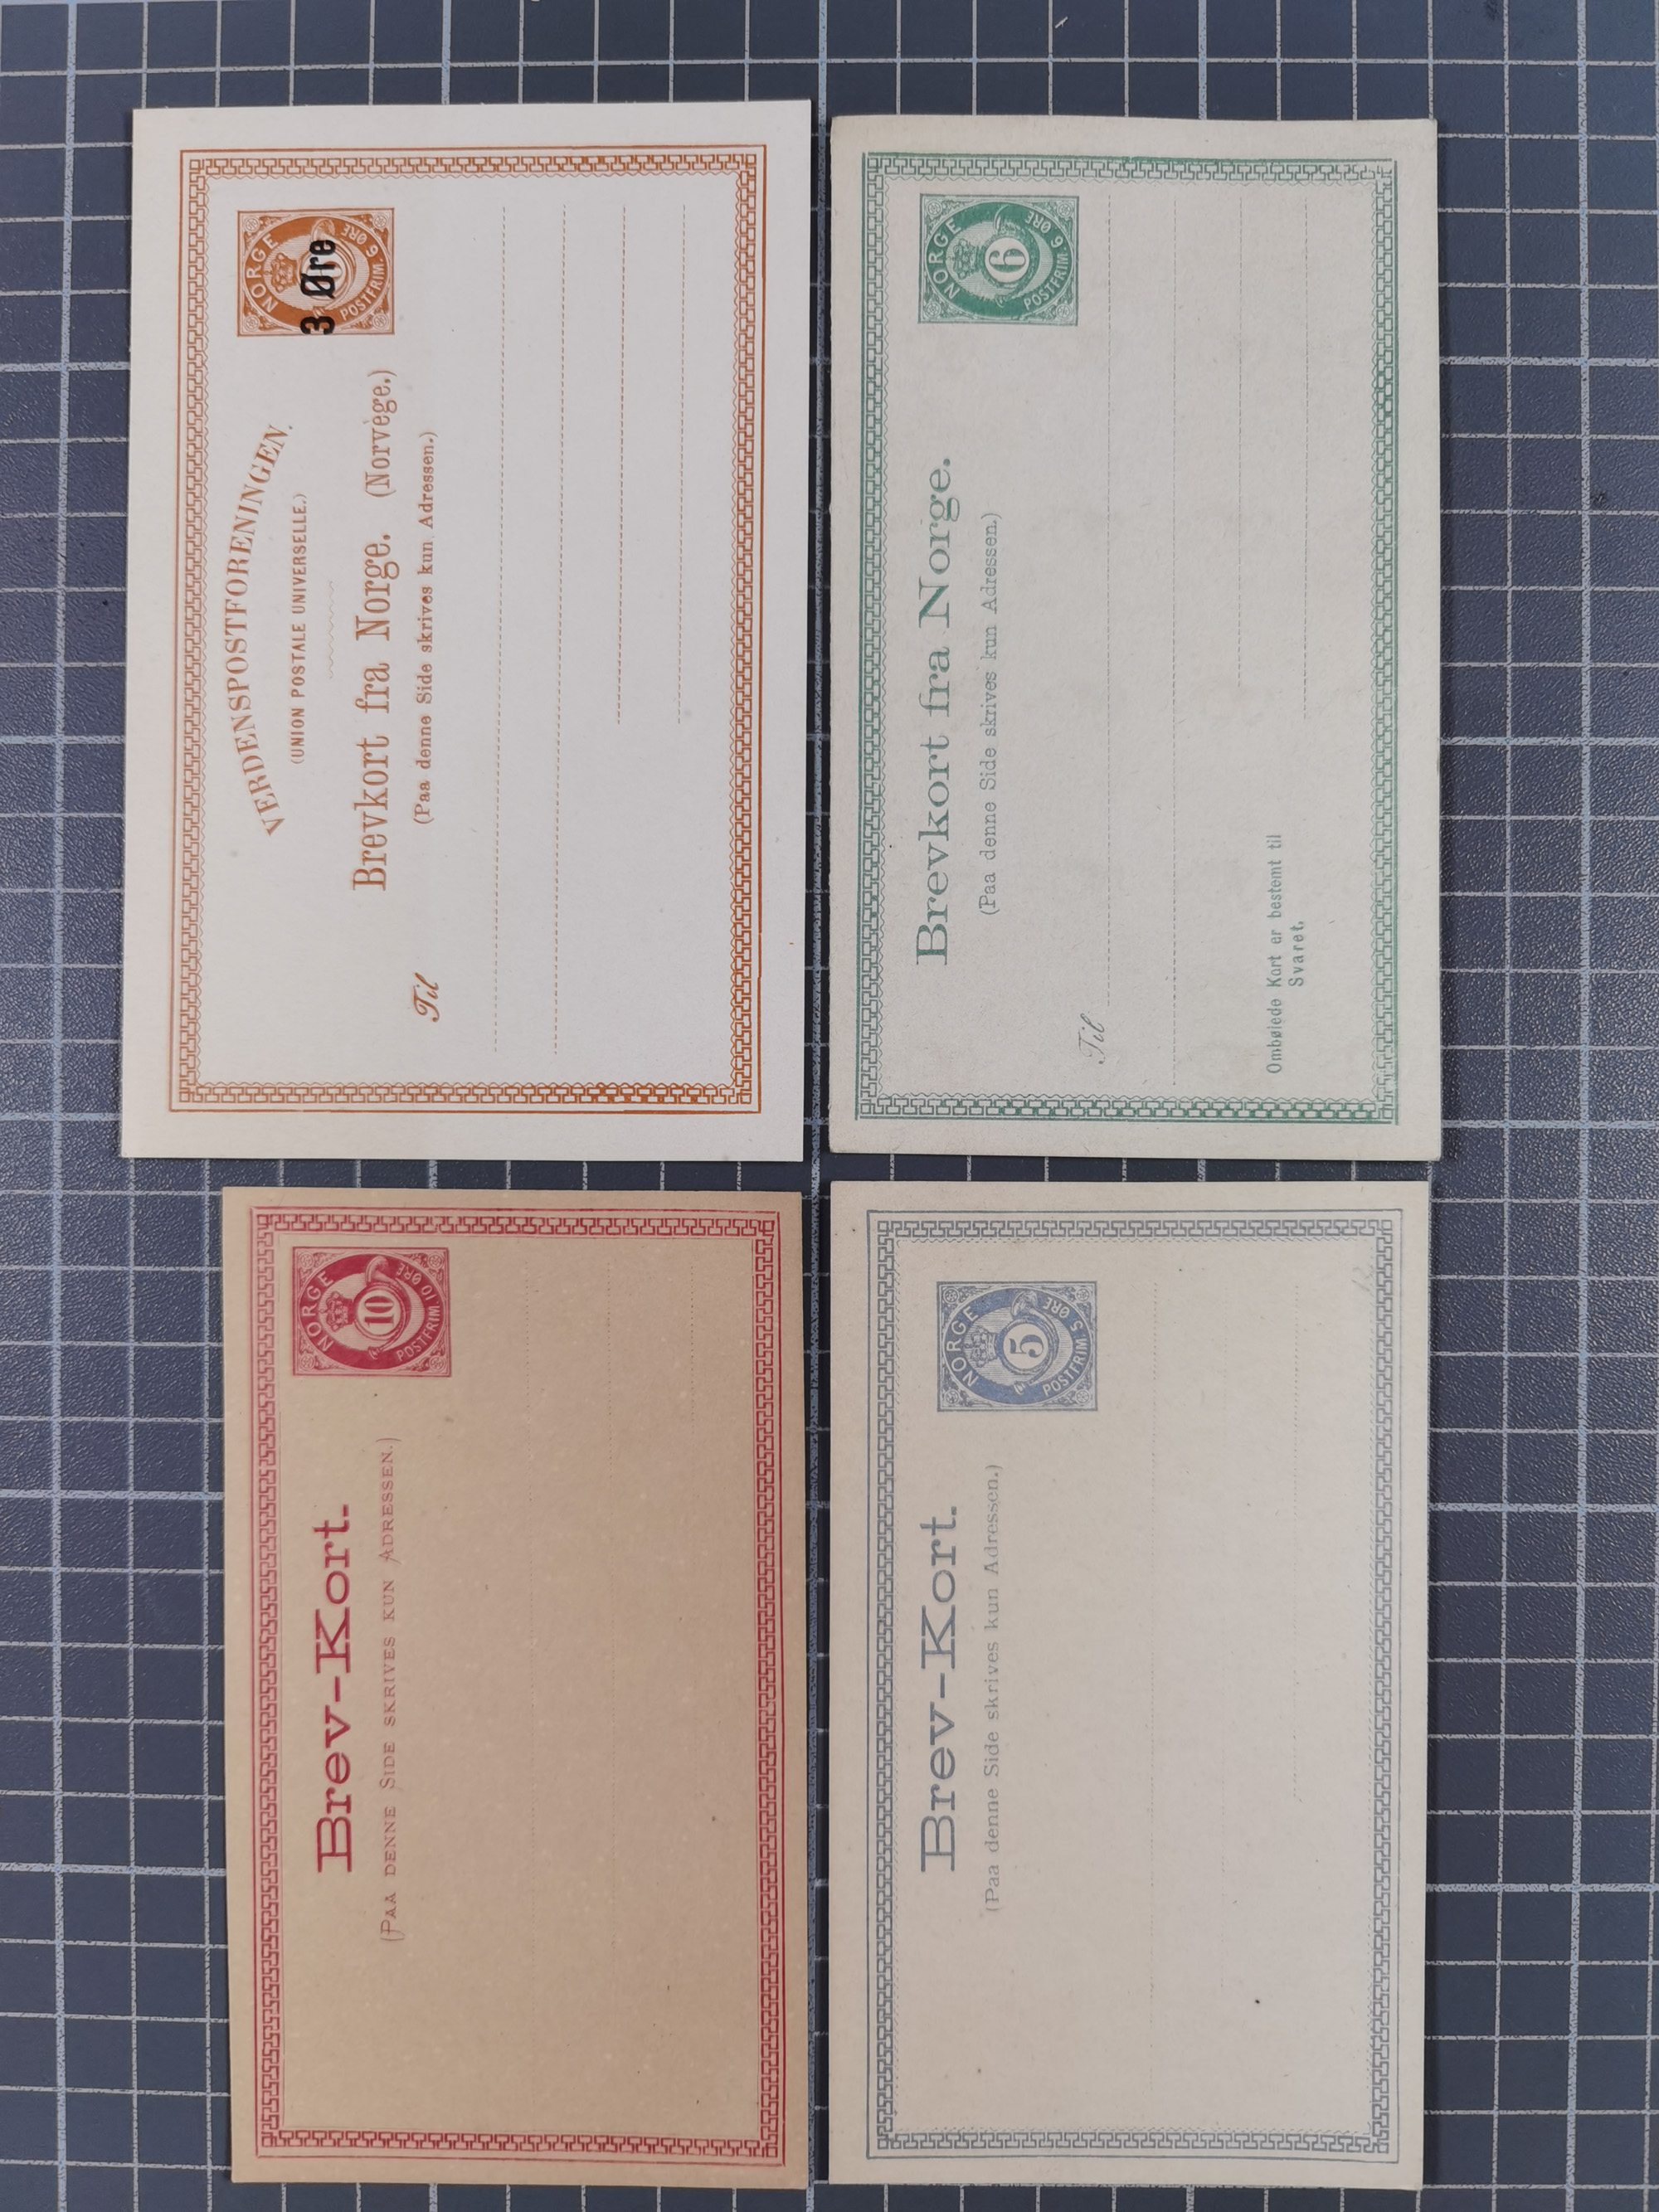 VERDENSPOSTFORENINGEN.
(UNION POSTALE UNIVERSELLE.)
Brevkort fra Norge. (Norvège.)
(Paa denne Side skrives kun Adressen.)
Til
NORGE
3 Øre
POSTFRIM. 6 ØRE
Brevkort fra Norge.
(Paa denne Side skrives kun Adressen.)
Til
Ombøiede Kort er bestemt til
Svaret.
NORGE
6
POSTFRIM. 6 ØRE
Brev-Kort.
(PAA DENNE SIDE SKRIVES KUN ADRESSEN.)
NORGE
10
POSTFRIM. 10 ØRE
Brev-Kort.
(Paa denne Side skrives kun Adressen.)
NORGE
5
POSTFRIM. 5 ØRE